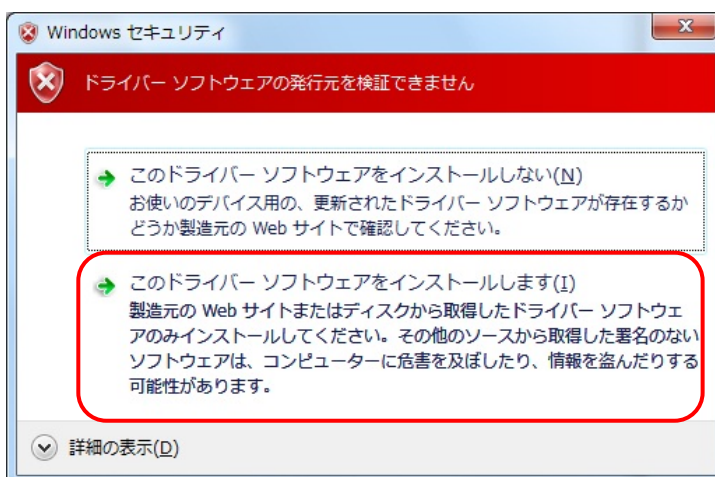 Windows セキュリティ
ドライバー ソフトウェアの発行元を検証できません
このドライバー ソフトウェアをインストールしない(N)
お使いのデバイス用の、更新されたドライバー ソフトウェアが存在するか
どうか製造元の Web サイトで確認してください。
このドライバー ソフトウェアをインストールします(I)
製造元の Web サイトまたはディスクから取得したドライバー ソフトウェ
アのみインストールしてください。その他のソースから取得した署名のない
ソフトウェアは、コンピューターに危害を及ぼしたり、情報を盗んだりする
可能性があります。
詳細の表示(D)